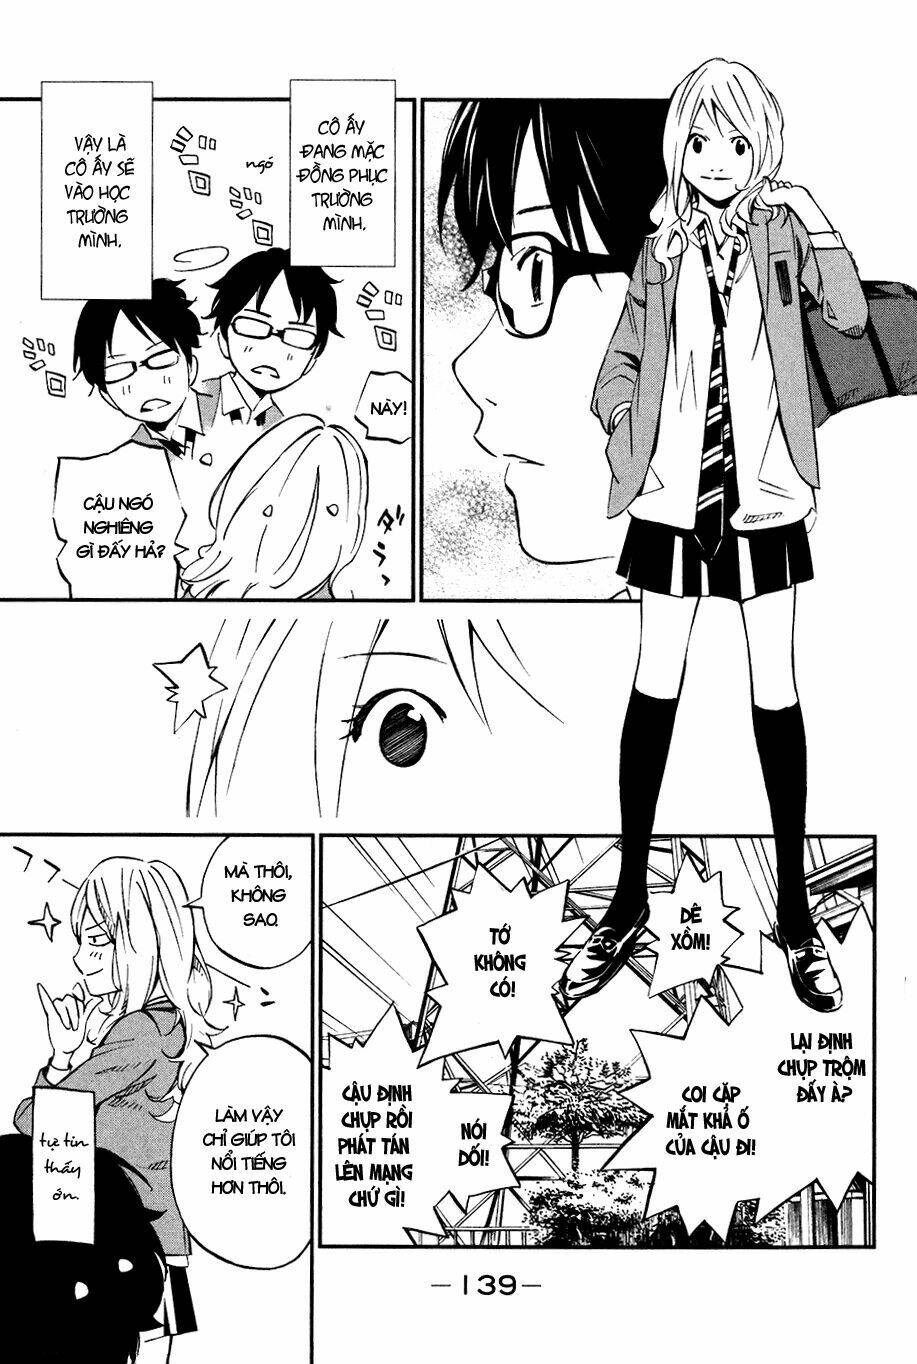 CÔ ẤY
ĐANG MẶC
ĐỒNG PHỤC
TRƯỜNG
MÌNH.
ngó
VẬY LÀ
CÔ ẤY SẼ
VÀO HỌC
TRƯỜNG
MÌNH.
NÀY!
CẬU NGÓ
NGHIÊNG
GÌ ĐẤY HẢ?
ダッ
DÊ
XỒM!
LẠI ĐỊNH
CHỤP TRỘM
ĐẤY À?
TỚ
KHÔNG
CÓ!
COI CẶP
MẮT KHẢ Ố
CỦA CẬU ĐI!
NÓI
DỐI!
CẬU ĐỊNH
CHỤP RỒI
PHÁT TÁN
LÊN MẠNG
CHỨ GÌ!
MÀ THÔI,
KHÔNG
SAO.
LÀM VẬY
CHỈ GIÚP TÔI
NỔI TIẾNG
HƠN THÔI.
tự tin
thấy
ớn.
– 139 –